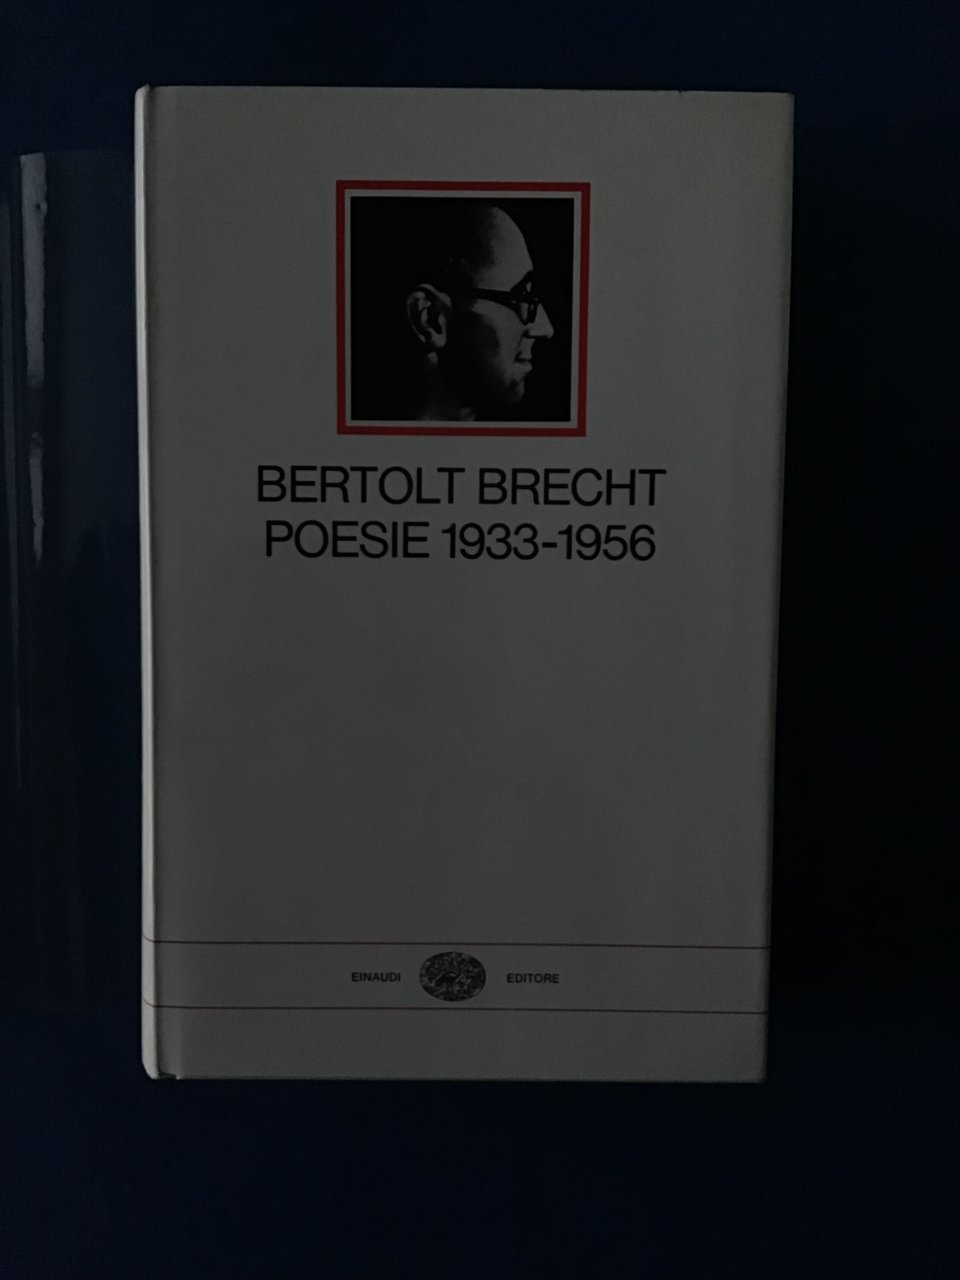 BERTOLT BRECHT
POESIE 1933-1956
EINAUDI EDITORE